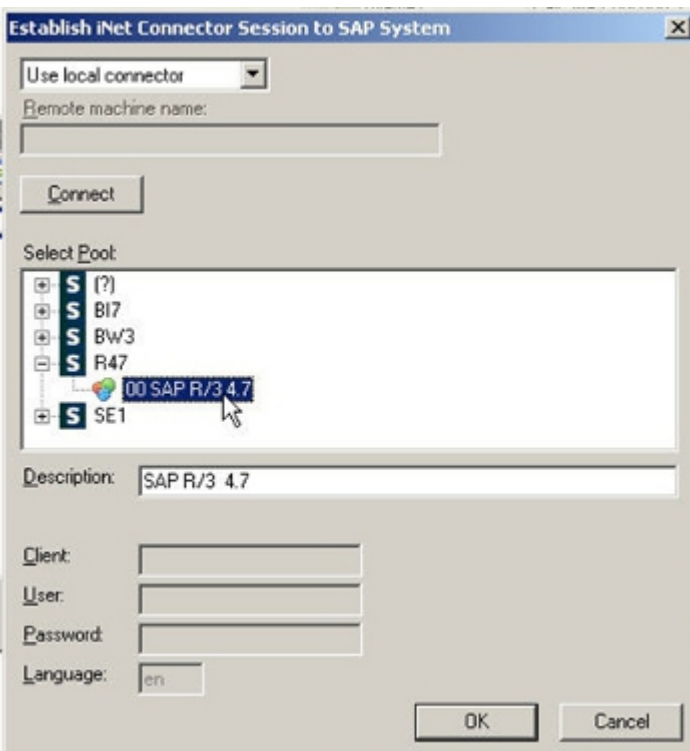 Establish iNet Connector Session to SAP System
Use local connector
Remote machine name:
Connect
Select Pool:
S (?)
S BI7
S BW3
S R47
00 SAP R/3 4.7
S SE1
Description: SAP R/3 4.7
Client:
User:
Password:
Language: en
OK Cancel